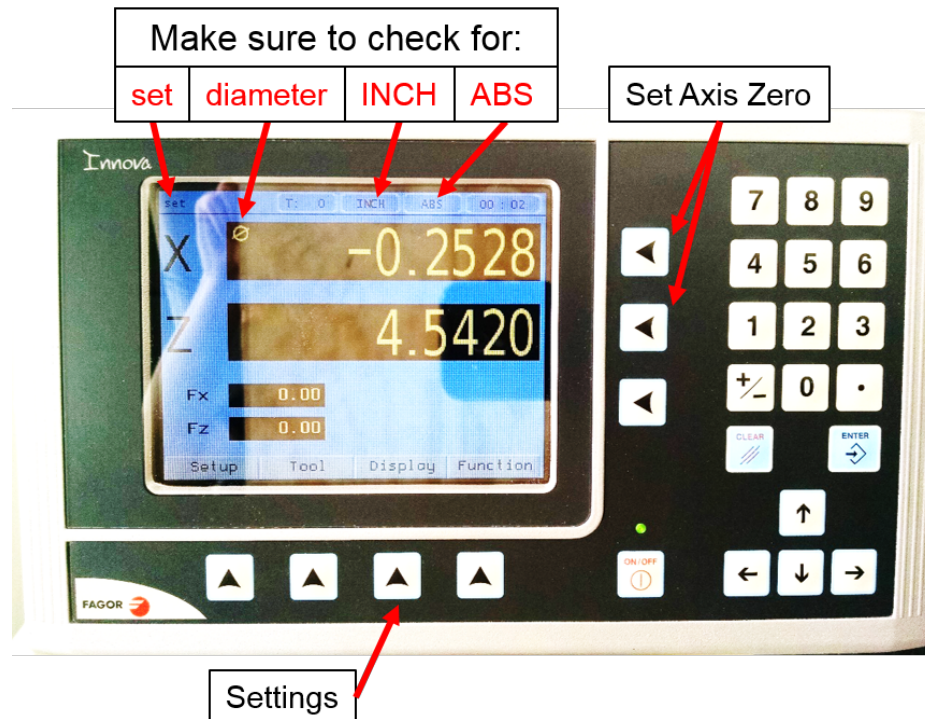 Make sure to check for:
set diameter INCH ABS
Set Axis Zero
Innova
set T: 0 INCH ABS 00:02
X Ø -0.2528
Z 4.5420
Fx 0.00
Fz 0.00
Setup Tool Display Function
7 8 9
4 5 6
1 2 3
+/- 0 .
CLEAR ENTER
ON/OFF
FAGOR
Settings